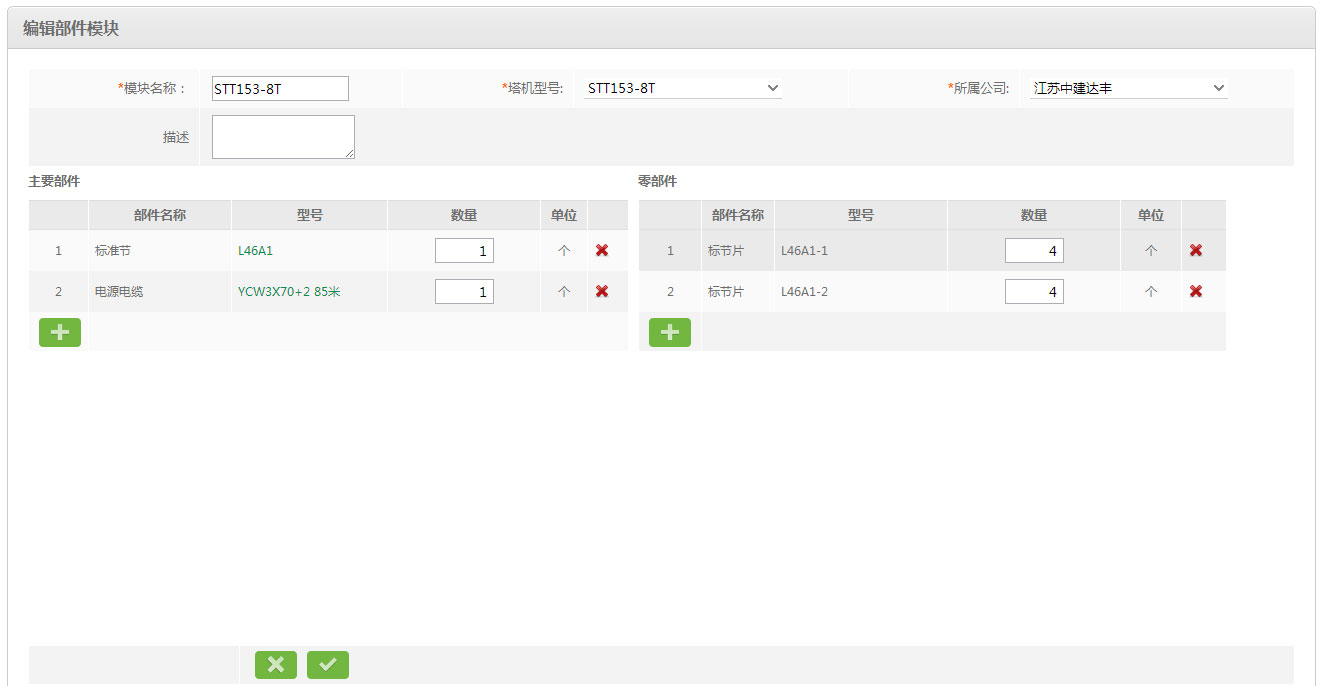 编辑部件模块
*模块名称： STT153-8T *塔机型号: STT153-8T *所属公司: 江苏中建达丰
描述
主要部件 零部件
部件名称 型号 数量 单位 部件名称 型号 数量 单位
1 标准节 L46A1 1 个 1 标节片 L46A1-1 4 个
2 电源电缆 YCW3X70+2 85米 1 个 2 标节片 L46A1-2 4 个